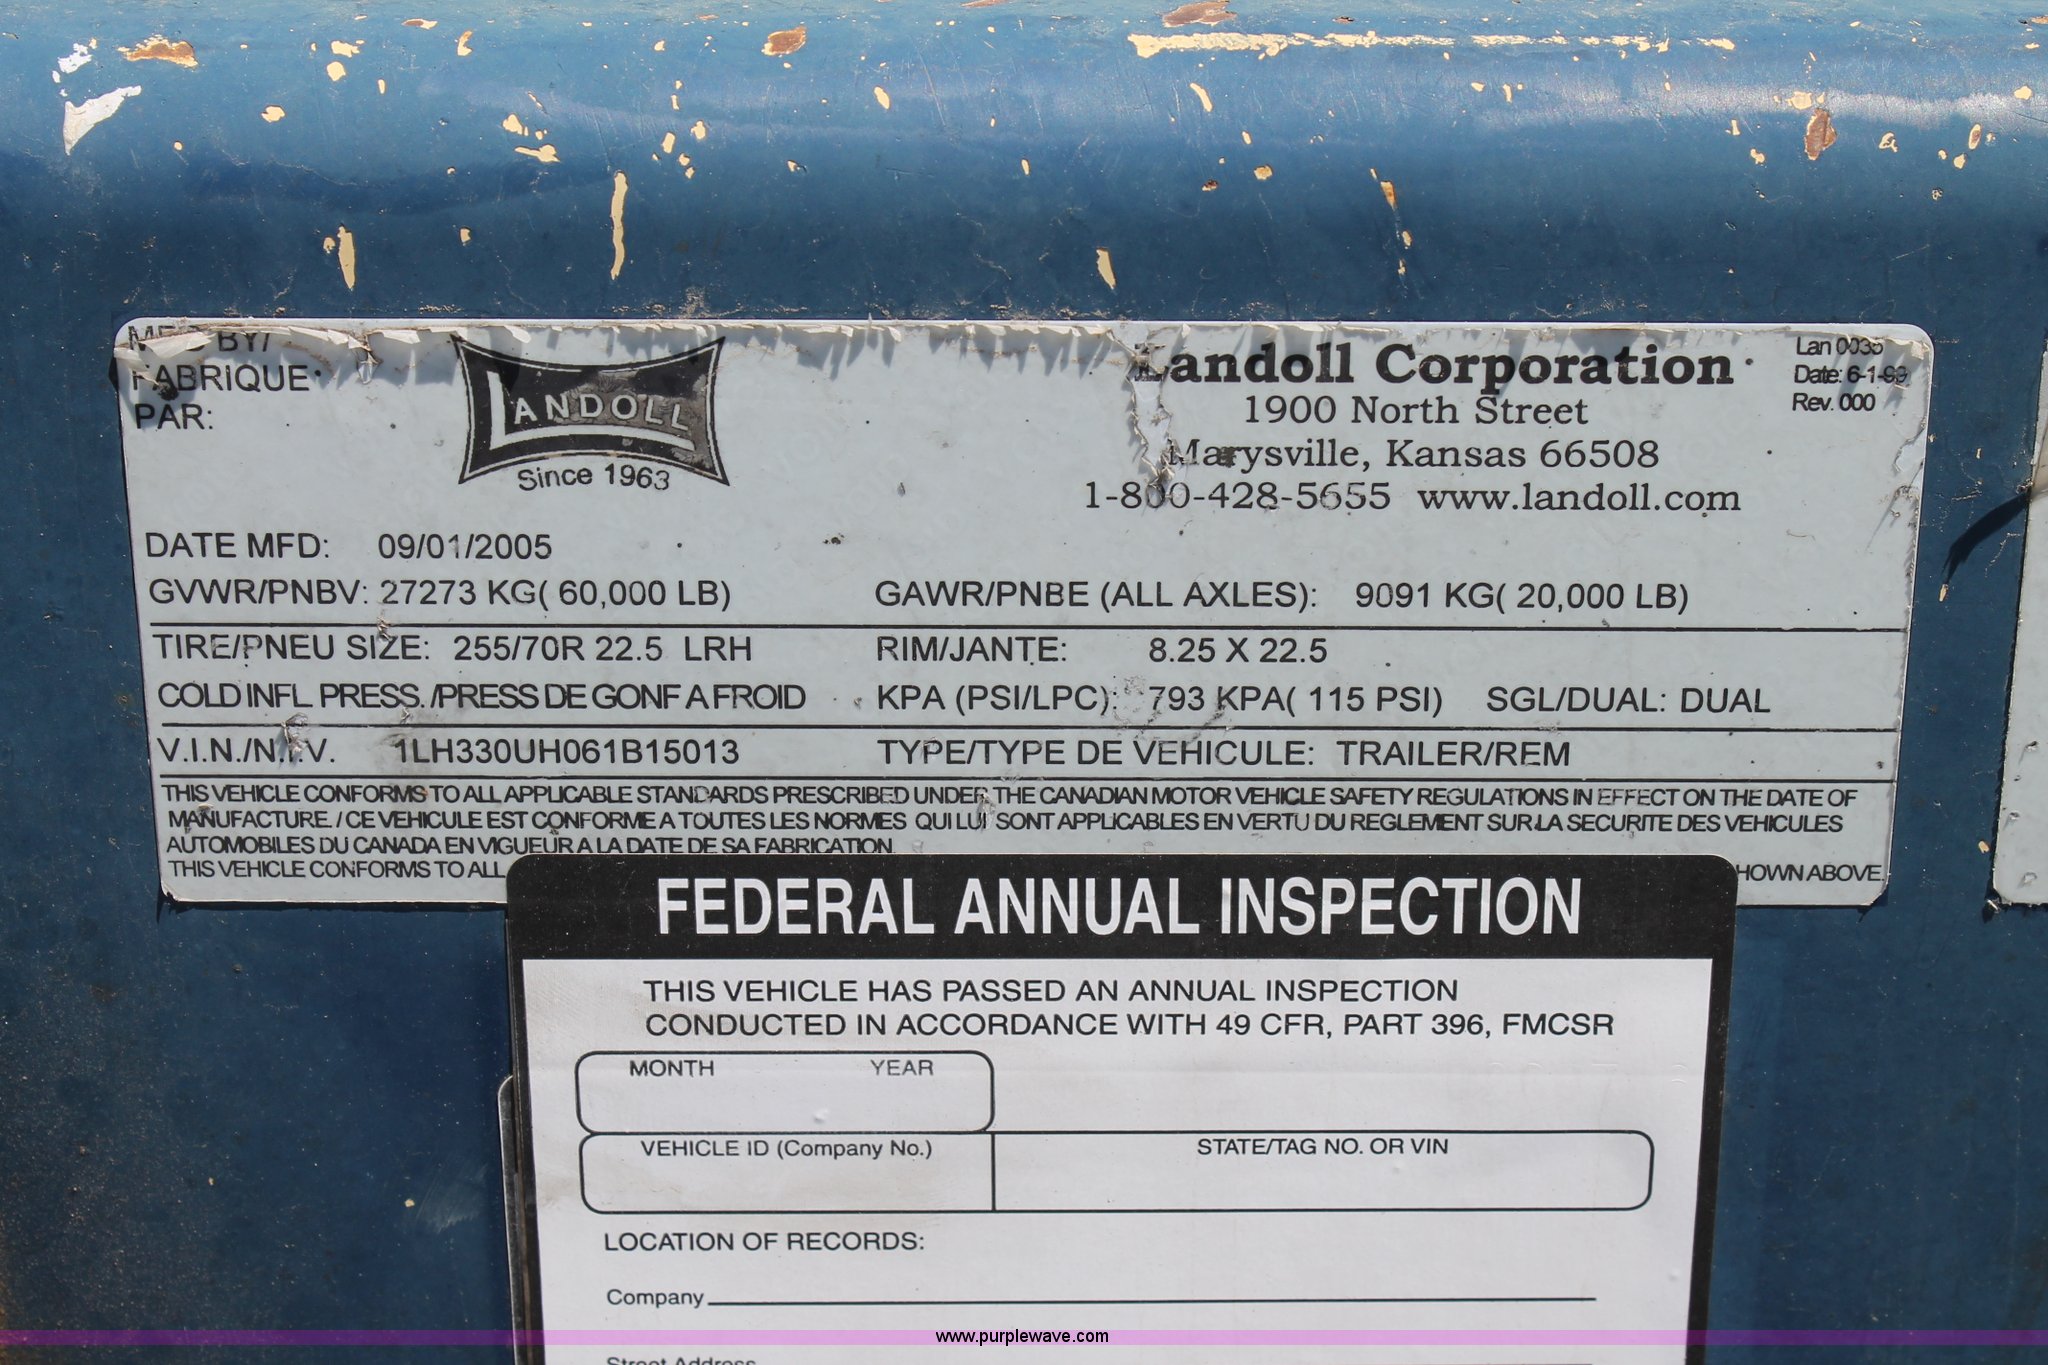 MFG BY/
FABRIQUE
PAR:
LANDOLL
Since 1963
Landoll Corporation
1900 North Street
Marysville, Kansas 66508
1-800-428-5655 www.landoll.com
Lan 0035
Date: 6-1-99
Rev. 000
DATE MFD: 09/01/2005
GVWR/PNBV: 27273 KG( 60,000 LB) GAWR/PNBE (ALL AXLES): 9091 KG( 20,000 LB)
TIRE/PNEU SIZE: 255/70R 22.5 LRH RIM/JANTE: 8.25 X 22.5
COLD INFL PRESS. /PRESS DE GONF A FROID KPA (PSI/LPC): 793 KPA( 115 PSI) SGL/DUAL: DUAL
V.I.N./N.I.V. 1LH330UH061B15013 TYPE/TYPE DE VEHICULE: TRAILER/REM
THIS VEHICLE CONFORMS TO ALL APPLICABLE STANDARDS PRESCRIBED UNDER THE CANADIAN MOTOR VEHICLE SAFETY REGULATIONS IN EFFECT ON THE DATE OF
MANUFACTURE. / CE VEHICULE EST CONFORME A TOUTES LES NORMES QUI LUI SONT APPLICABLES EN VERTU DU REGLEMENT SUR LA SECURITE DES VEHICULES
AUTOMOBILES DU CANADA EN VIGUEUR A LA DATE DE SA FABRICATION.
THIS VEHICLE CONFORMS TO ALL HOWN ABOVE.
FEDERAL ANNUAL INSPECTION
THIS VEHICLE HAS PASSED AN ANNUAL INSPECTION
CONDUCTED IN ACCORDANCE WITH 49 CFR, PART 396, FMCSR
MONTH YEAR
VEHICLE ID (Company No.) STATE/TAG NO. OR VIN
LOCATION OF RECORDS:
Company
www.purplewave.com
Street Address